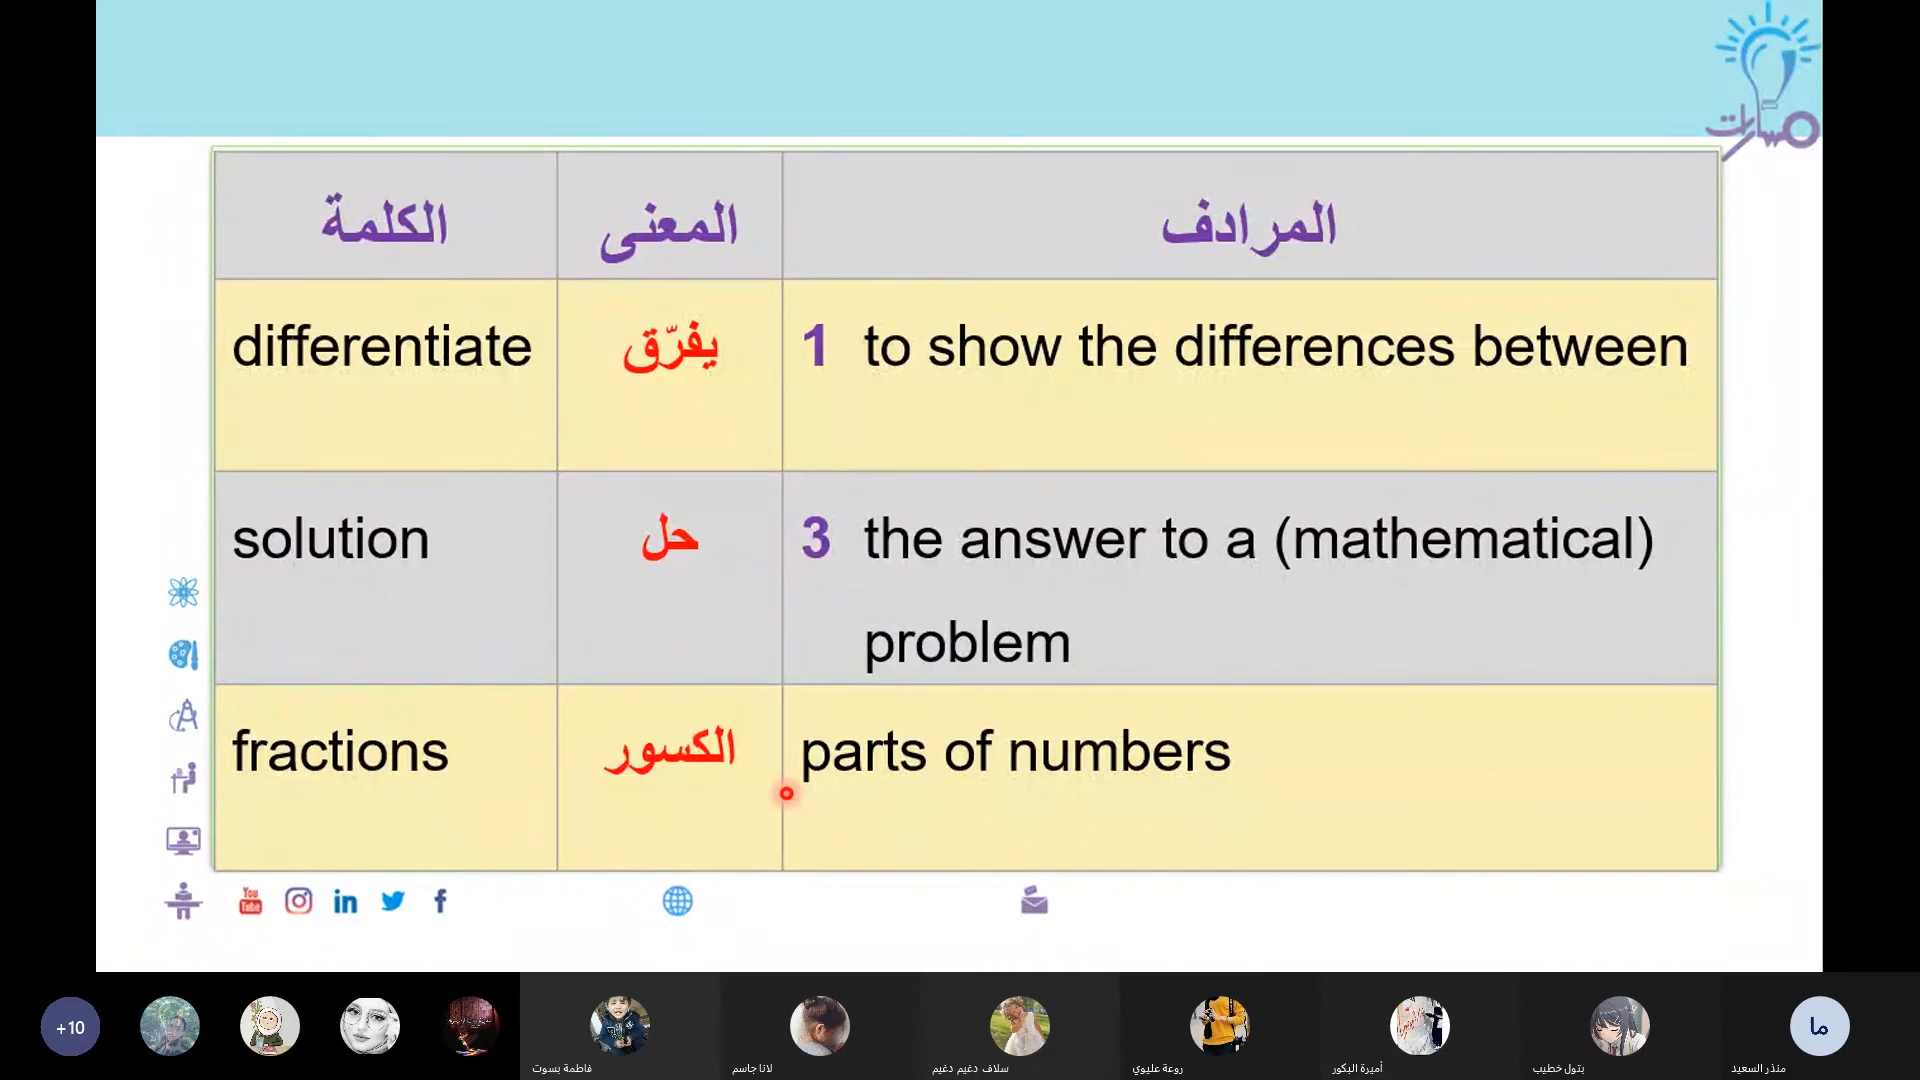 مسارات
الكلمة المعنى المرادف
differentiate يفرّق 1 to show the differences between
solution حل 3 the answer to a (mathematical)
problem
fractions الكسور parts of numbers
You
Tube
+10
فاطمة بسوت
لانا جاسم
سلاف دغيم دغيم
روعة عليوي
أميرة البكور
بتول خطيب
ما
منذر السعيد